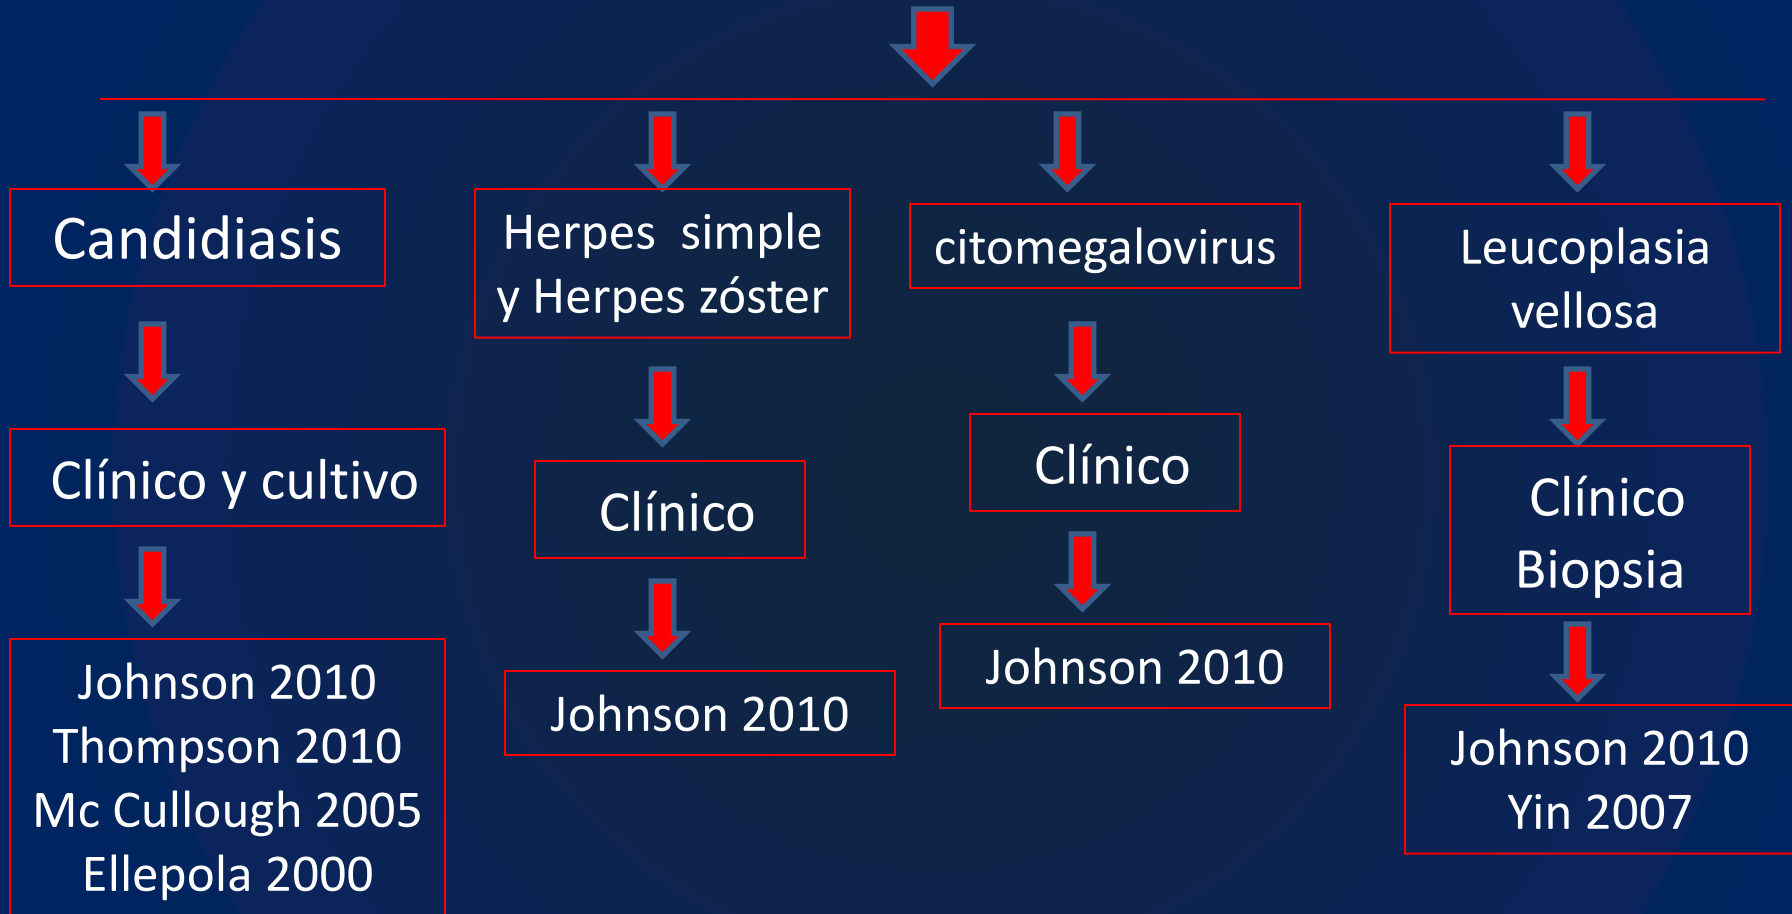 Candidiasis
Clínico y cultivo
Johnson 2010
Thompson 2010
Mc Cullough 2005
Ellepola 2000
Herpes simple
y Herpes zóster
Clínico
Johnson 2010
citomegalovirus
Clínico
Johnson 2010
Leucoplasia
vellosa
Clínico
Biopsia
Johnson 2010
Yin 2007